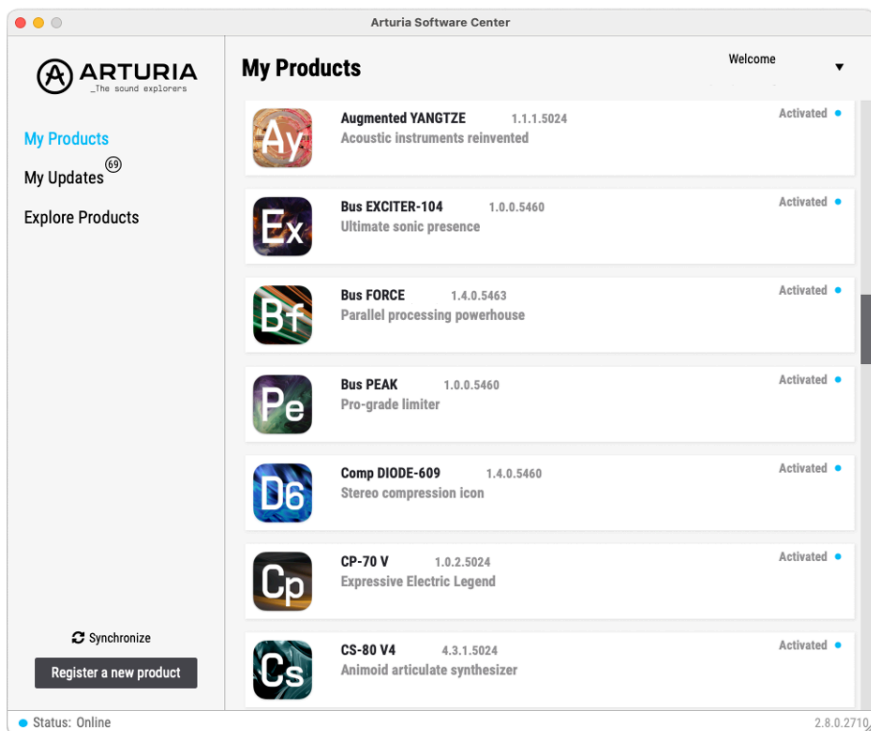 Arturia Software Center
ARTURIA
_The sound explorers
My Products
My Updates 69
Explore Products
Synchronize
Register a new product
My Products
Welcome
Ay
Augmented YANGTZE 1.1.1.5024 Activated
Acoustic instruments reinvented
Ex
Bus EXCITER-104 1.0.0.5460 Activated
Ultimate sonic presence
Bf
Bus FORCE 1.4.0.5463 Activated
Parallel processing powerhouse
Pe
Bus PEAK 1.0.0.5460 Activated
Pro-grade limiter
D6
Comp DIODE-609 1.4.0.5460 Activated
Stereo compression icon
Cp
CP-70 V 1.0.2.5024 Activated
Expressive Electric Legend
Cs
CS-80 V4 4.3.1.5024 Activated
Animoid articulate synthesizer
Status: Online
2.8.0.2710